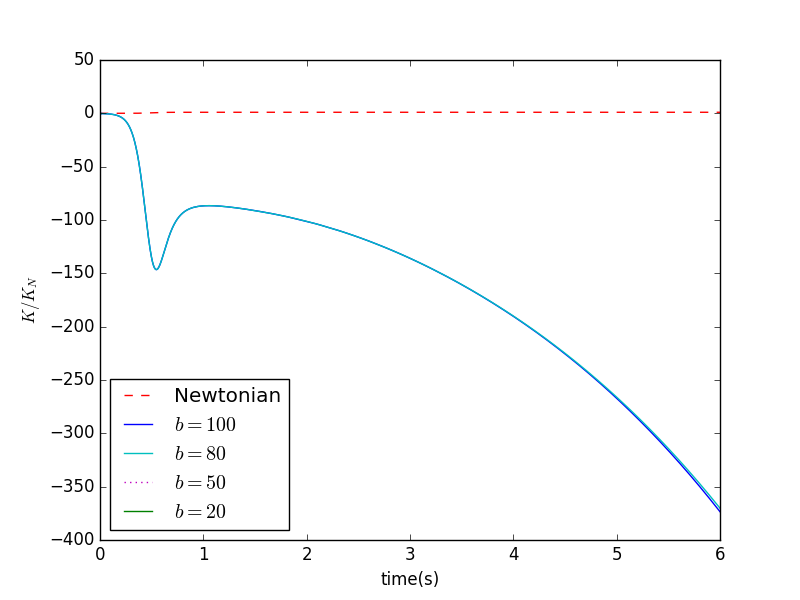 50
0
−50
−100
−150
−200
−250
−300
−350
−400
K/K_N
Newtonian
b = 100
b = 80
b = 50
b = 20
0 1 2 3 4 5 6
time(s)